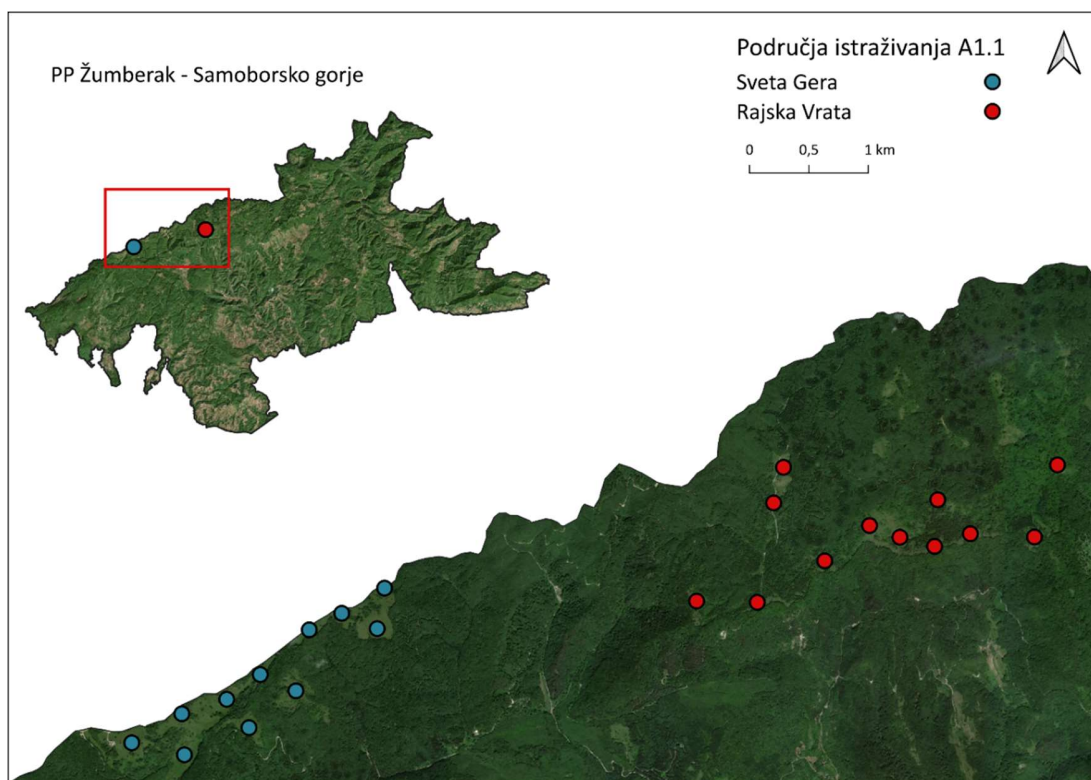 PP Žumberak - Samoborsko gorje
Područja istraživanja A1.1
Sveta Gera
Rajska Vrata
0 0,5 1 km